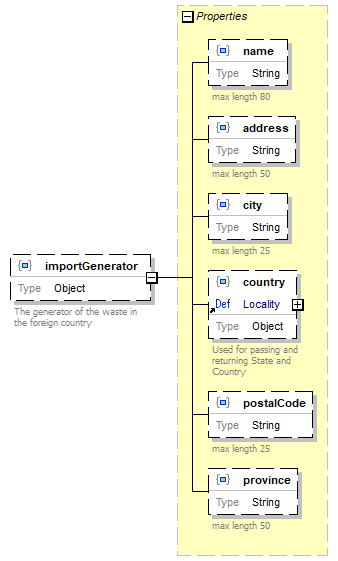 Properties
name
Type String
max length 80
address
Type String
max length 50
city
Type String
max length 25
importGenerator
Type Object
The generator of the waste in
the foreign country
country
Def Locality
Type Object
Used for passing and
returning State and
Country
postalCode
Type String
max length 25
province
Type String
max length 50